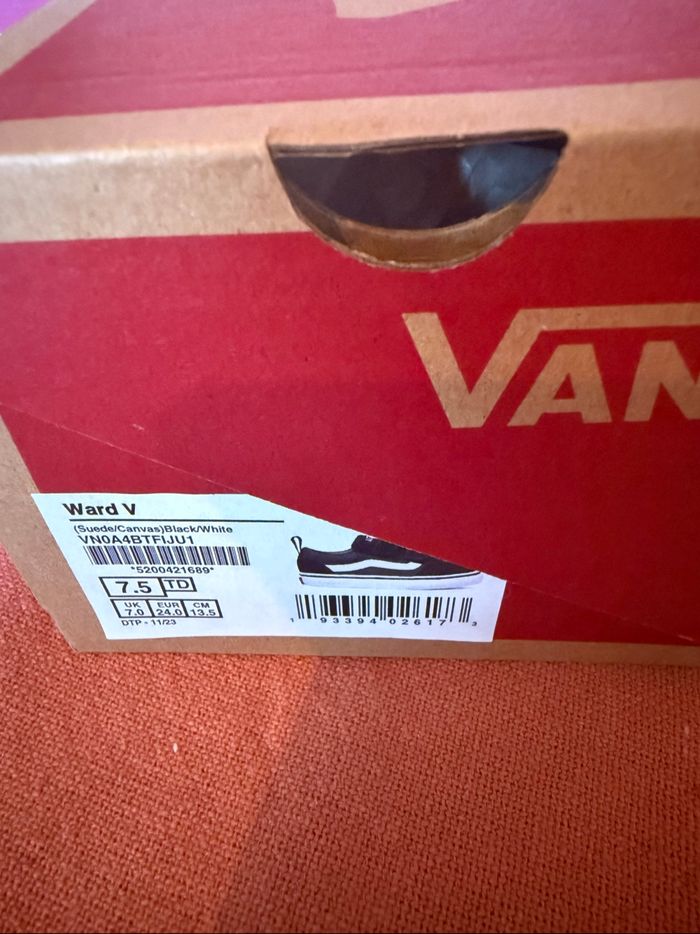 VAN
Ward V
(Suede/Canvas)Black/White
VN0A4BTFIJU1
*5200421689*
7.5 TD
UK EUR CM
7.0 24.0 13.5
DTP - 11/23
1 93394 02617 3